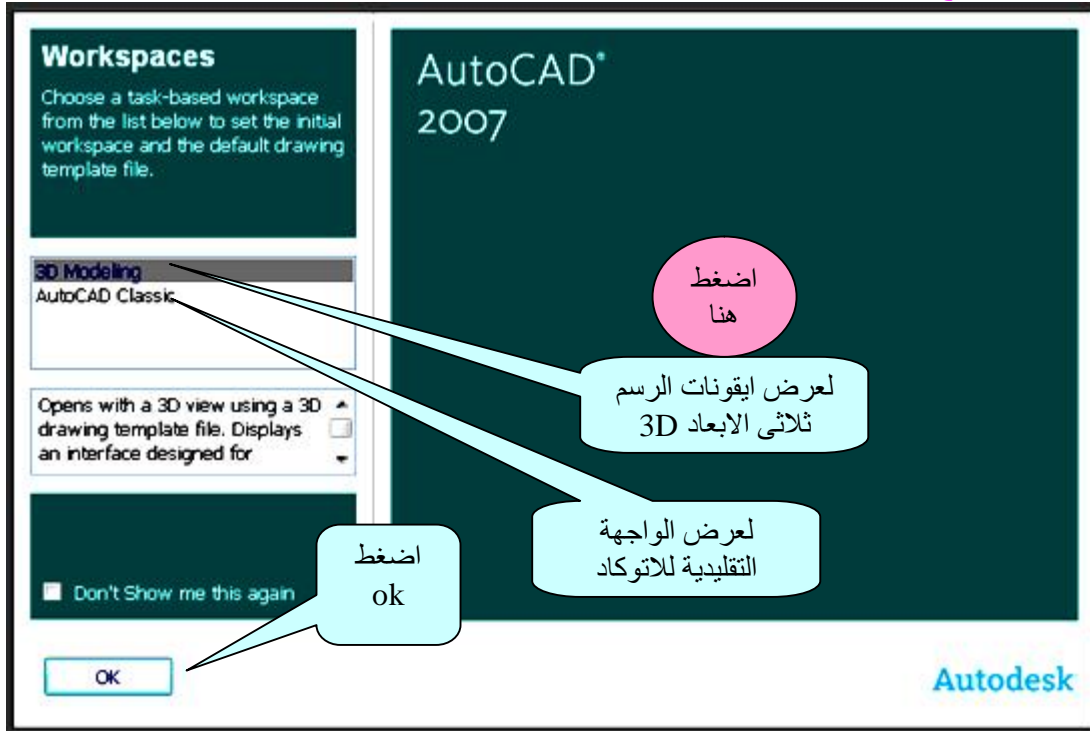 Workspaces
Choose a task-based workspace
from the list below to set the initial
workspace and the default drawing
template file.
AutoCAD®
2007
3D Modeling
AutoCAD Classic
اضغط
هنا
لعرض ايقونات الرسم
ثلاثى الابعاد 3D
Opens with a 3D view using a 3D
drawing template file. Displays
an interface designed for
لعرض الواجهة
التقليدية للاتوكاد
اضغط
ok
Don't Show me this again
OK
Autodesk